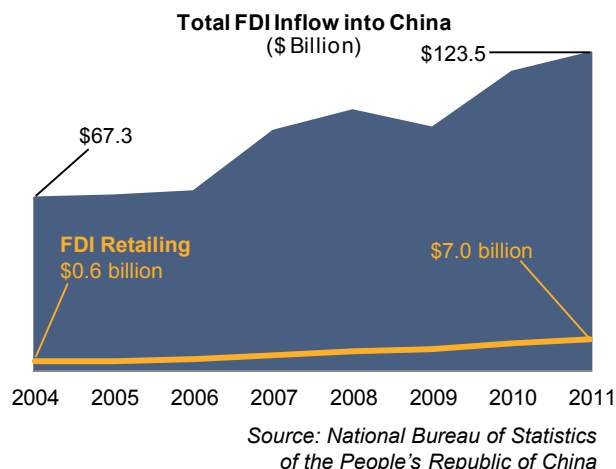 Total FDI Inflow into China
($ Billion)
$123.5
$67.3
FDI Retailing
$0.6 billion
$7.0 billion
2004 2005 2006 2007 2008 2009 2010 2011
Source: National Bureau of Statistics
of the People's Republic of China